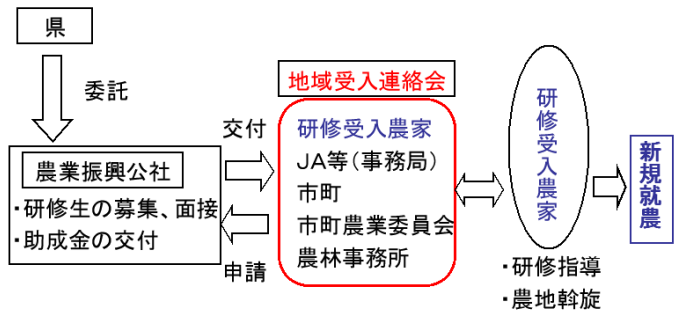 県
委託
農業振興公社
・研修生の募集、面接
・助成金の交付
交付
申請
地域受入連絡会
研修受入農家
JA等（事務局）
市町
市町農業委員会
農林事務所
研修受入農家
・研修指導
・農地斡旋
新規就農